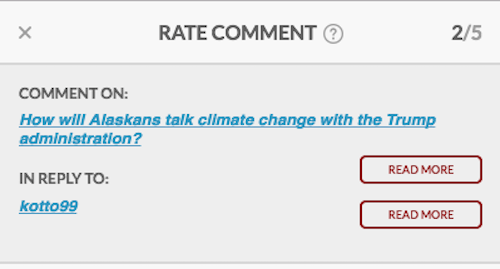 × RATE COMMENT ? 2/5
COMMENT ON:
How will Alaskans talk climate change with the Trump
administration?
READ MORE
IN REPLY TO:
kotto99
READ MORE